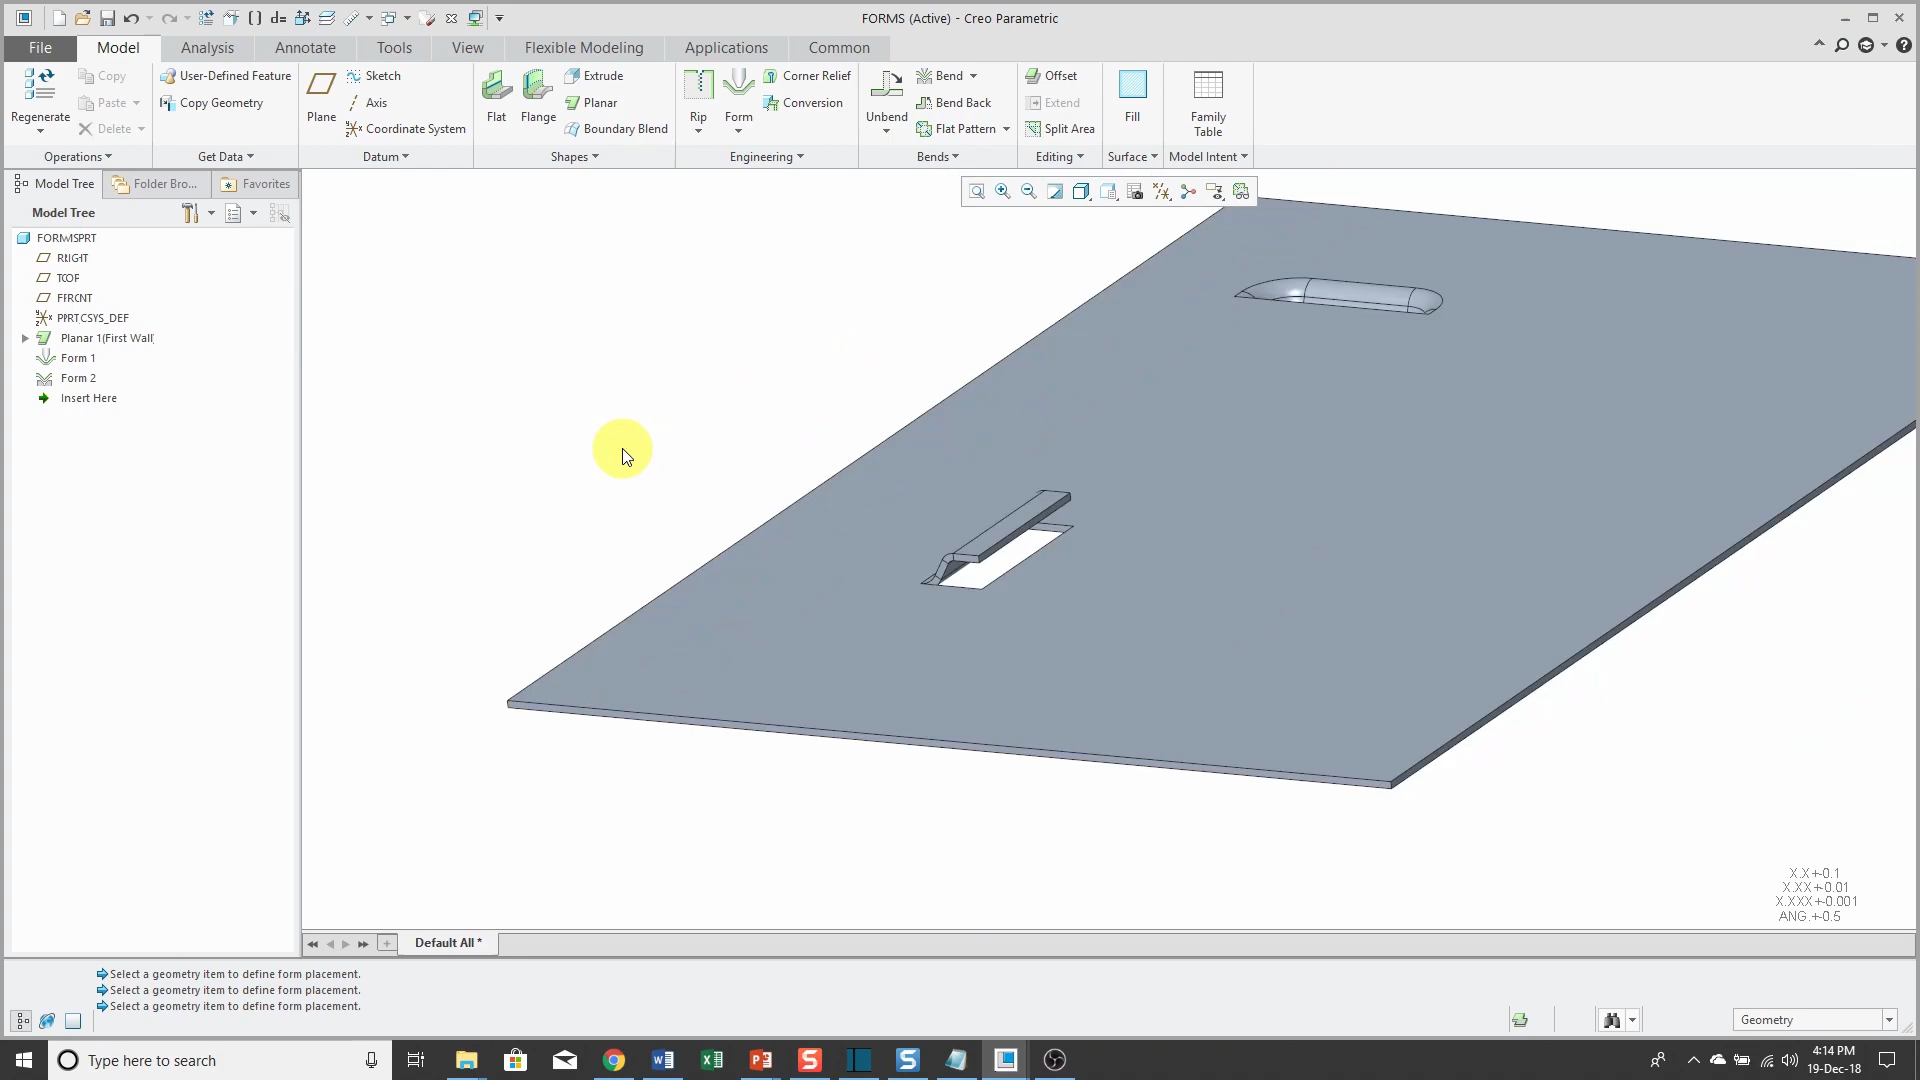 FORMS (Active) - Creo Parametric
File Model Analysis Annotate Tools View Flexible Modeling Applications Common
Regenerate
Copy
Paste
Delete
Operations
User-Defined Feature
Copy Geometry
Get Data
Plane
Sketch
Axis
Coordinate System
Datum
Flat
Flange
Extrude
Planar
Boundary Blend
Shapes
Rip
Form
Corner Relief
Conversion
Engineering
Unbend
Bend
Bend Back
Flat Pattern
Bends
Offset
Extend
Split Area
Editing
Fill
Surface
Family
Table
Model Intent
Model Tree Folder Bro... Favorites
Model Tree
FORMS.PRT
RIGHT
TOP
FRONT
PRT_CSYS_DEF
Planar 1(First Wall)
Form 1
Form 2
Insert Here
X.X+-0.1
X.XX+-0.01
X.XXX+-0.001
ANG.+-0.5
Default All *
Select a geometry item to define form placement.
Select a geometry item to define form placement.
Select a geometry item to define form placement.
Geometry
Type here to search
4:14 PM
19-Dec-18